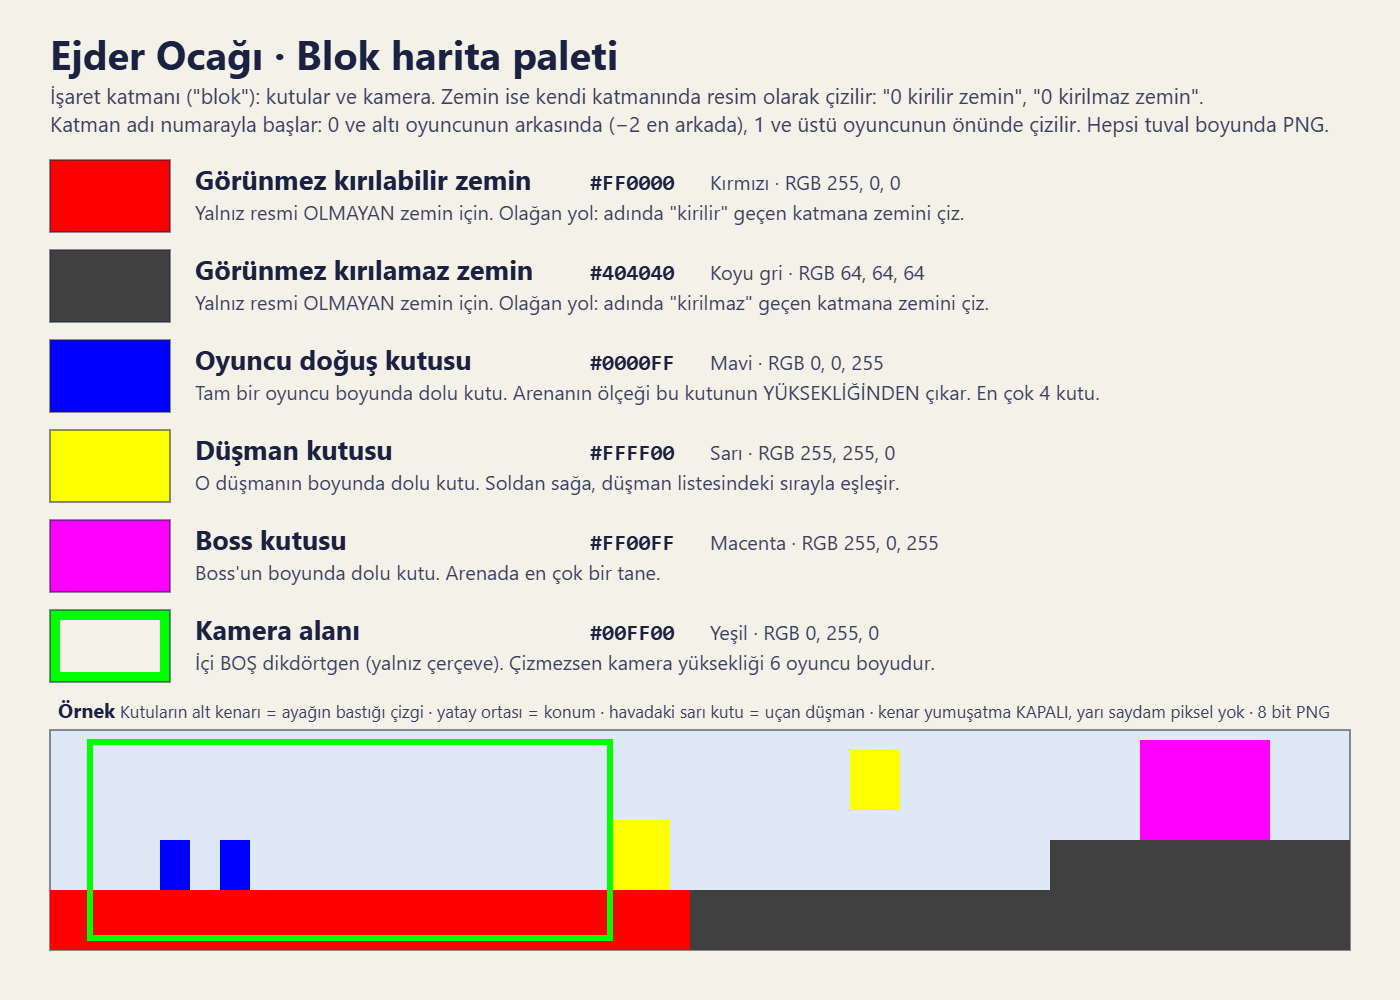 Ejder Ocağı · Blok harita paleti
İşaret katmanı ("blok"): kutular ve kamera. Zemin ise kendi katmanında resim olarak çizilir: "0 kirilir zemin", "0 kirilmaz zemin".
Katman adı numarayla başlar: 0 ve altı oyuncunun arkasında (−2 en arkada), 1 ve üstü oyuncunun önünde çizilir. Hepsi tuval boyunda PNG.
Görünmez kırılabilir zemin #FF0000 Kırmızı · RGB 255, 0, 0
Yalnız resmi OLMAYAN zemin için. Olağan yol: adında "kirilir" geçen katmana zemini çiz.
Görünmez kırılamaz zemin #404040 Koyu gri · RGB 64, 64, 64
Yalnız resmi OLMAYAN zemin için. Olağan yol: adında "kirilmaz" geçen katmana zemini çiz.
Oyuncu doğuş kutusu #0000FF Mavi · RGB 0, 0, 255
Tam bir oyuncu boyunda dolu kutu. Arenanın ölçeği bu kutunun YÜKSEKLİĞİNDEN çıkar. En çok 4 kutu.
Düşman kutusu #FFFF00 Sarı · RGB 255, 255, 0
O düşmanın boyunda dolu kutu. Soldan sağa, düşman listesindeki sırayla eşleşir.
Boss kutusu #FF00FF Macenta · RGB 255, 0, 255
Boss'un boyunda dolu kutu. Arenada en çok bir tane.
Kamera alanı #00FF00 Yeşil · RGB 0, 255, 0
İçi BOŞ dikdörtgen (yalnız çerçeve). Çizmezsen kamera yüksekliği 6 oyuncu boyudur.
Örnek Kutuların alt kenarı = ayağın bastığı çizgi · yatay ortası = konum · havadaki sarı kutu = uçan düşman · kenar yumuşatma KAPALI, yarı saydam piksel yok · 8 bit PNG